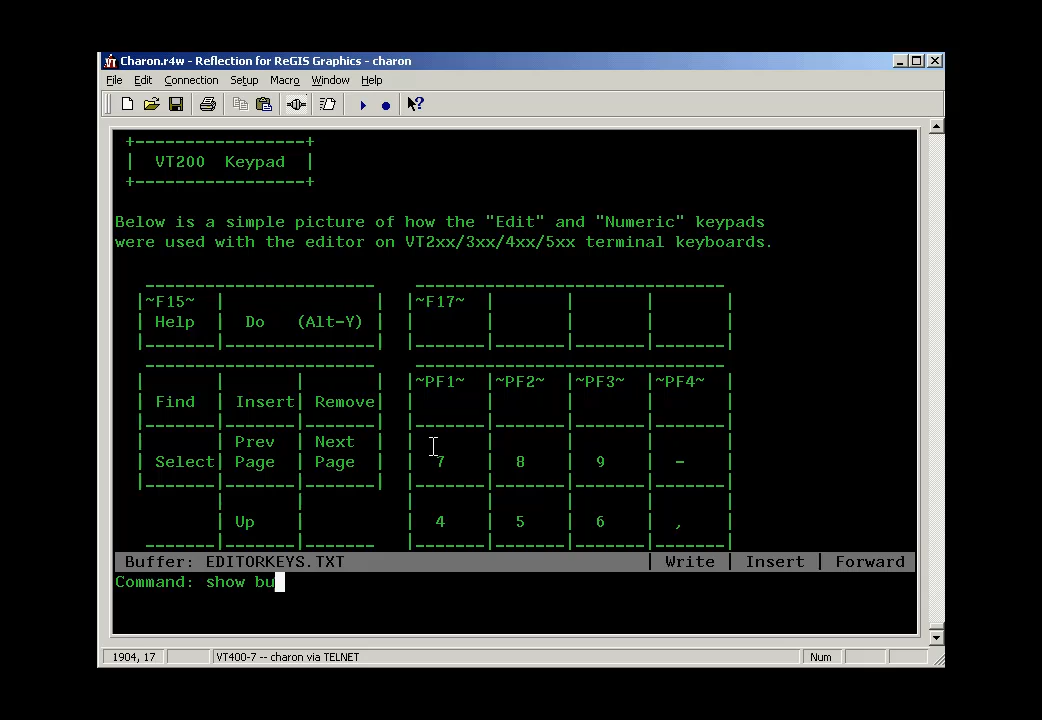 Charon.r4w - Reflection for ReGIS Graphics - charon
File Edit Connection Setup Macro Window Help
+-----------------+
|  VT200  Keypad  |
+-----------------+
Below is a simple picture of how the "Edit" and "Numeric" keypads
were used with the editor on VT2xx/3xx/4xx/5xx terminal keyboards.
 -----------------------   -------------------------------
|~F15~  |               |  |~F17~  |       |       |       |
| Help  |  Do   (Alt-Y) |  |       |       |       |       |
|-------|---------------|  |-------|-------|-------|-------|
 -----------------------   -------------------------------
|       |       |       |  |~PF1~  |~PF2~  |~PF3~  |~PF4~  |
| Find  | Insert| Remove|  |       |       |       |       |
|-------|-------|-------|  |-------|-------|-------|-------|
|       | Prev  | Next  |  |       |       |       |       |
| Select| Page  | Page  |  |  7    |  8    |  9    |  -    |
|-------|-------|-------|  |-------|-------|-------|-------|
        |       |          |       |       |       |       |
        | Up    |          |  4    |  5    |  6    |  ,    |
 -------|-------|-------   |-------|-------|-------|-------|
Buffer: EDITORKEYS.TXT | Write | Insert | Forward
Command: show bu
1904, 17 VT400-7 -- charon via TELNET Num